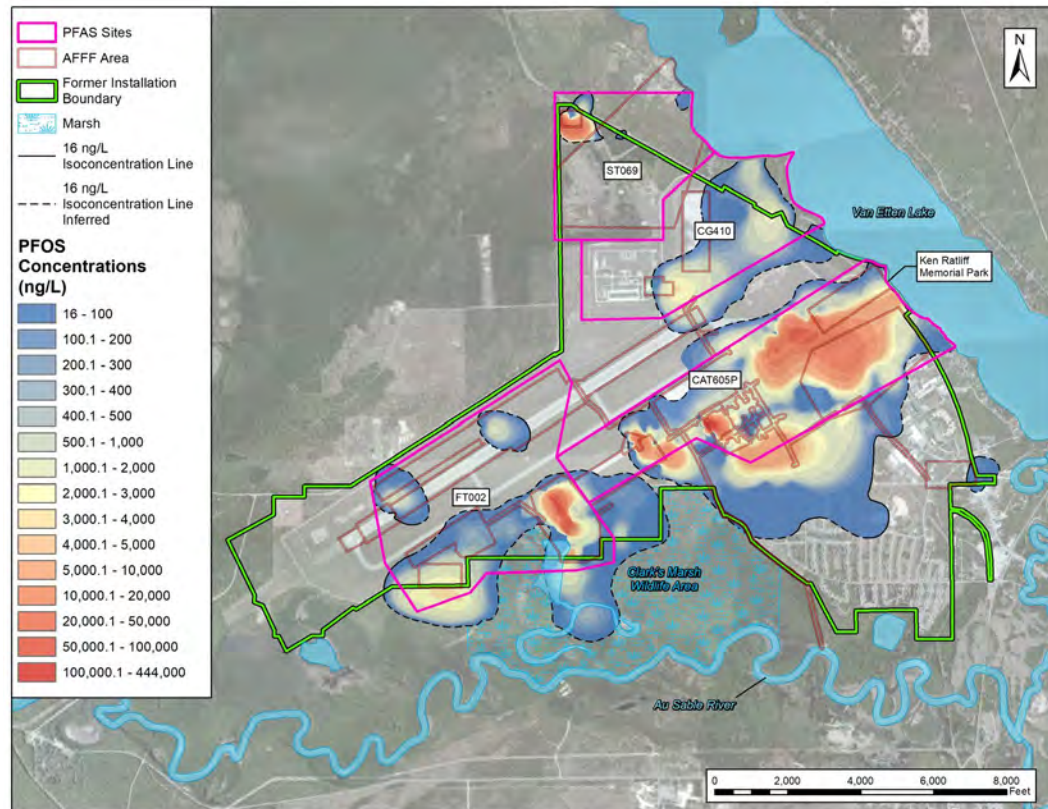 PFAS Sites
AFFF Area
Former Installation
Boundary
Marsh
16 ng/L
Isoconcentration Line
16 ng/L
Isoconcentration Line
Inferred
PFOS
Concentrations
(ng/L)
16 - 100
100.1 - 200
200.1 - 300
300.1 - 400
400.1 - 500
500.1 - 1,000
1,000.1 - 2,000
2,000.1 - 3,000
3,000.1 - 4,000
4,000.1 - 5,000
5,000.1 - 10,000
10,000.1 - 20,000
20,000.1 - 50,000
50,000.1 - 100,000
100,000.1 - 444,000
N
ST069
CG410
Van Etten Lake
Ken Ratliff
Memorial Park
CAT605P
FT002
Clark's Marsh
Wildlife Area
Au Sable River
0 2,000 4,000 6,000 8,000
Feet